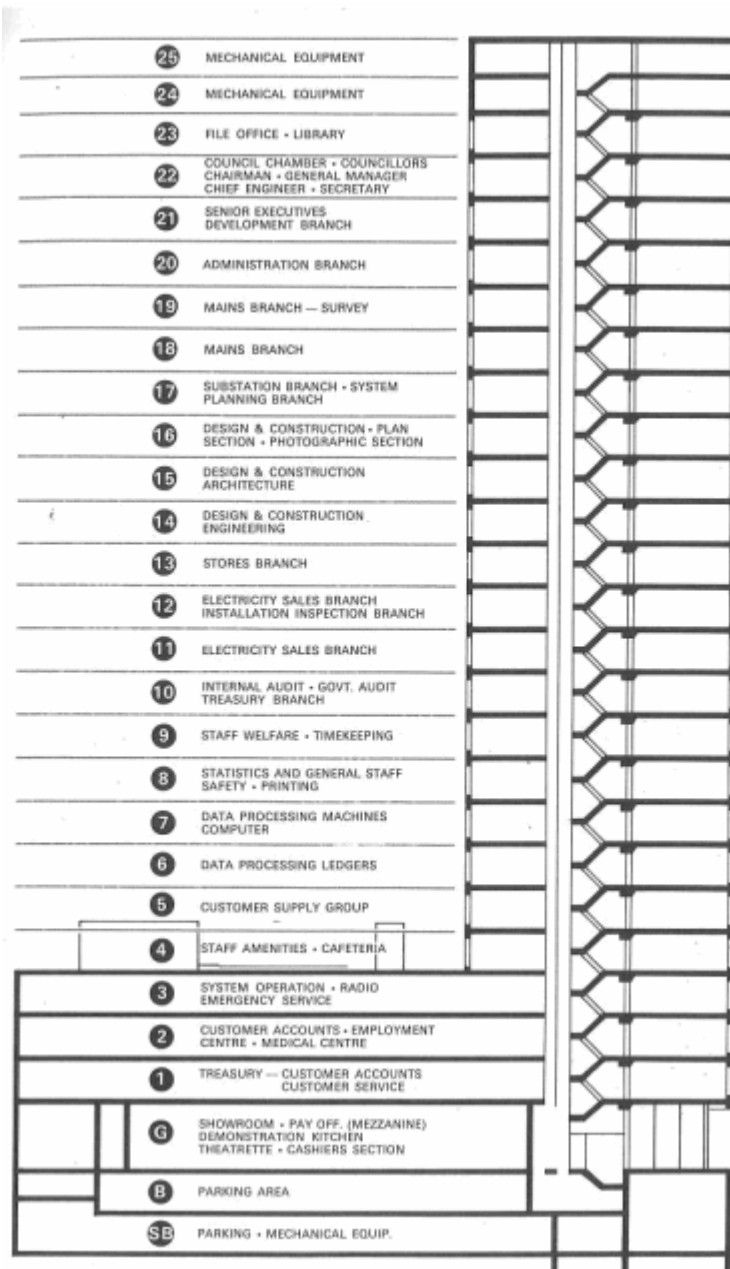 25 MECHANICAL EQUIPMENT
24 MECHANICAL EQUIPMENT
23 FILE OFFICE • LIBRARY
22 COUNCIL CHAMBER • COUNCILLORS
CHAIRMAN • GENERAL MANAGER
CHIEF ENGINEER • SECRETARY
21 SENIOR EXECUTIVES
DEVELOPMENT BRANCH
20 ADMINISTRATION BRANCH
19 MAINS BRANCH — SURVEY
18 MAINS BRANCH
17 SUBSTATION BRANCH • SYSTEM
PLANNING BRANCH
16 DESIGN & CONSTRUCTION • PLAN
SECTION • PHOTOGRAPHIC SECTION
15 DESIGN & CONSTRUCTION
ARCHITECTURE
14 DESIGN & CONSTRUCTION
ENGINEERING
13 STORES BRANCH
12 ELECTRICITY SALES BRANCH
INSTALLATION INSPECTION BRANCH
11 ELECTRICITY SALES BRANCH
10 INTERNAL AUDIT • GOVT. AUDIT
TREASURY BRANCH
9 STAFF WELFARE • TIMEKEEPING
8 STATISTICS AND GENERAL STAFF
SAFETY • PRINTING
7 DATA PROCESSING MACHINES
COMPUTER
6 DATA PROCESSING LEDGERS
5 CUSTOMER SUPPLY GROUP
4 STAFF AMENITIES • CAFETERIA
3 SYSTEM OPERATION • RADIO
EMERGENCY SERVICE
2 CUSTOMER ACCOUNTS • EMPLOYMENT
CENTRE • MEDICAL CENTRE
1 TREASURY — CUSTOMER ACCOUNTS
CUSTOMER SERVICE
G SHOWROOM • PAY OFF. (MEZZANINE)
DEMONSTRATION KITCHEN
THEATRETTE • CASHIERS SECTION
B PARKING AREA
SB PARKING • MECHANICAL EQUIP.